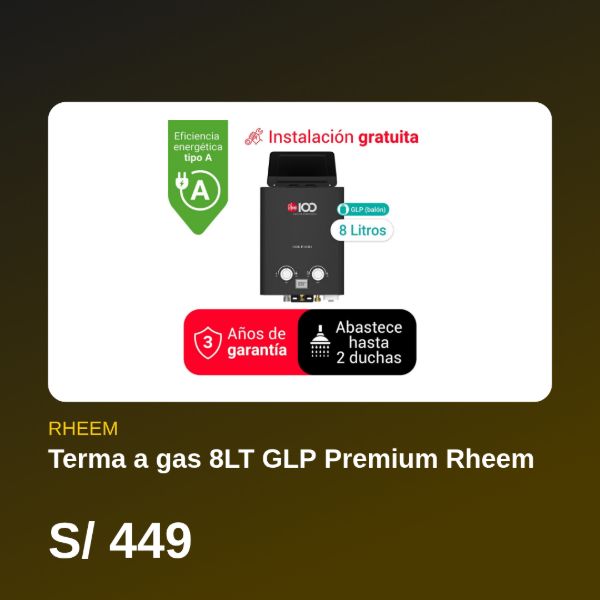 Eficiencia
energética
tipo A
A
Instalación gratuita
100
GLP (balón)
8 Litros
3
Años de
garantía
Abastece
hasta
2 duchas
RHEEM
Terma a gas 8LT GLP Premium Rheem
S/ 449